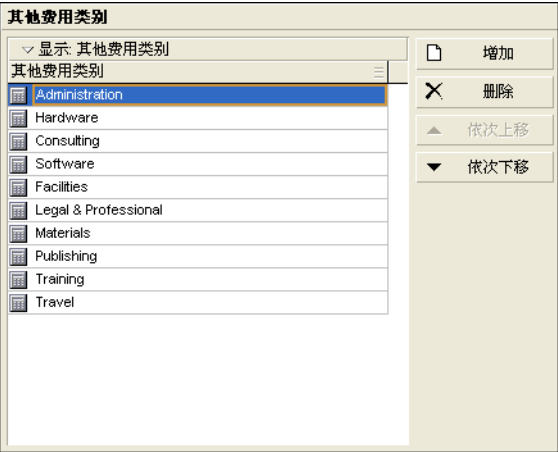 其他费用类别
显示: 其他费用类别
其他费用类别
Administration
Hardware
Consulting
Software
Facilities
Legal & Professional
Materials
Publishing
Training
Travel
增加
删除
依次上移
依次下移